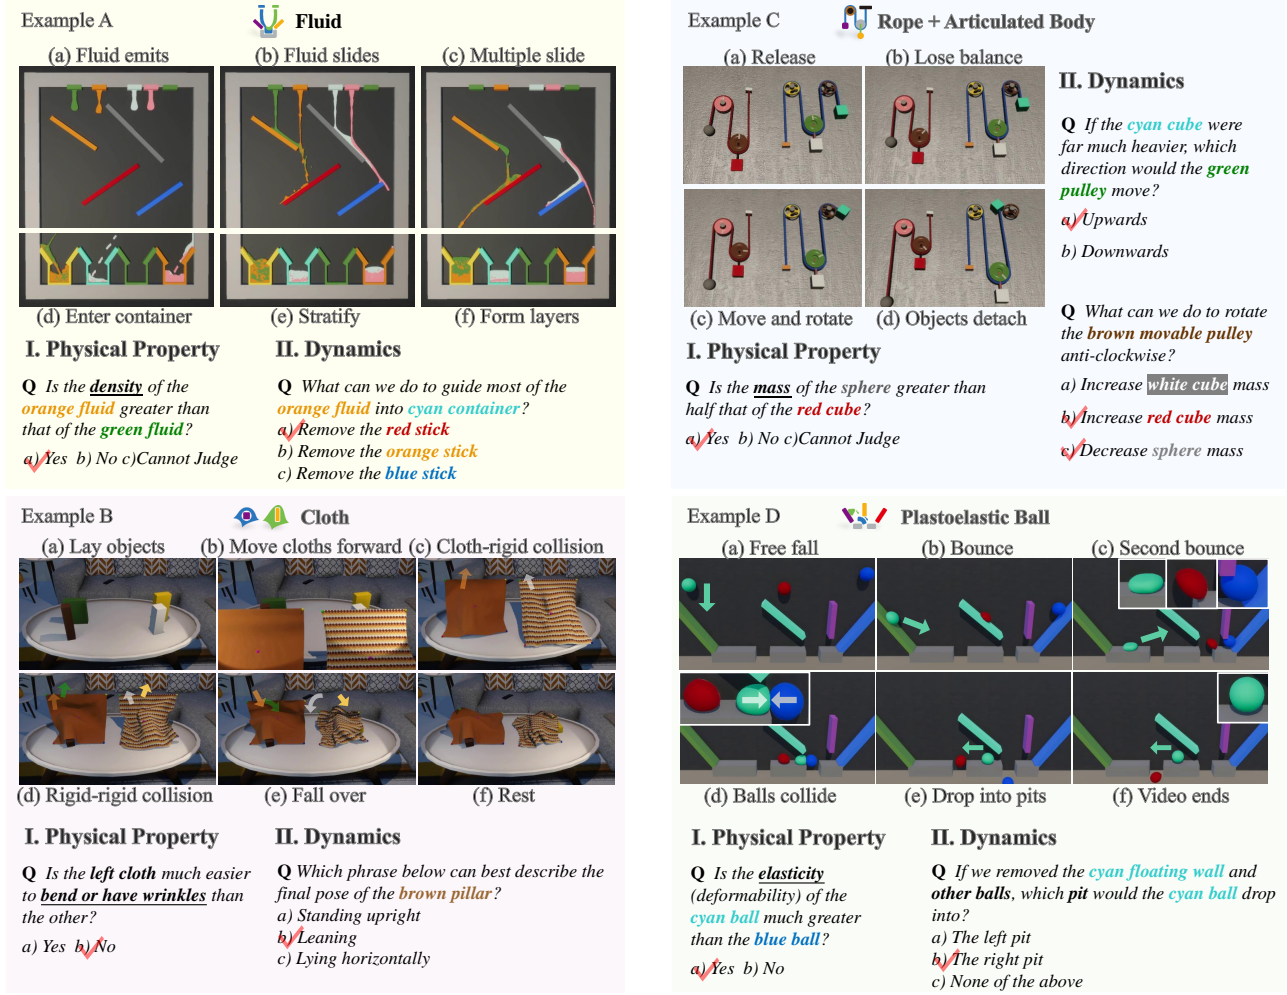 Example A
Fluid
(a) Fluid emits
(b) Fluid slides
(c) Multiple slide
(d) Enter container
(e) Stratify
(f) Form layers
I. Physical Property
Q Is the density of the
orange fluid greater than
that of the green fluid?
a) Yes b) No c)Cannot Judge
II. Dynamics
Q What can we do to guide most of the
orange fluid into cyan container?
a) Remove the red stick
b) Remove the orange stick
c) Remove the blue stick
Example C
Rope + Articulated Body
(a) Release
(b) Lose balance
(c) Move and rotate
(d) Objects detach
I. Physical Property
Q Is the mass of the sphere greater than
half that of the red cube?
a) Yes b) No c)Cannot Judge
II. Dynamics
Q If the cyan cube were
far much heavier, which
direction would the green
pulley move?
a) Upwards
b) Downwards
Q What can we do to rotate
the brown movable pulley
anti-clockwise?
a) Increase white cube mass
b) Increase red cube mass
c) Decrease sphere mass
Example B
Cloth
(a) Lay objects
(b) Move cloths forward
(c) Cloth-rigid collision
(d) Rigid-rigid collision
(e) Fall over
(f) Rest
I. Physical Property
Q Is the left cloth much easier
to bend or have wrinkles than
the other?
a) Yes b) No
II. Dynamics
Q Which phrase below can best describe the
final pose of the brown pillar?
a) Standing upright
b) Leaning
c) Lying horizontally
Example D
Plastoelastic Ball
(a) Free fall
(b) Bounce
(c) Second bounce
(d) Balls collide
(e) Drop into pits
(f) Video ends
I. Physical Property
Q Is the elasticity
(deformability) of the
cyan ball much greater
than the blue ball?
a) Yes b) No
II. Dynamics
Q If we removed the cyan floating wall and
other balls, which pit would the cyan ball drop
into?
a) The left pit
b) The right pit
c) None of the above